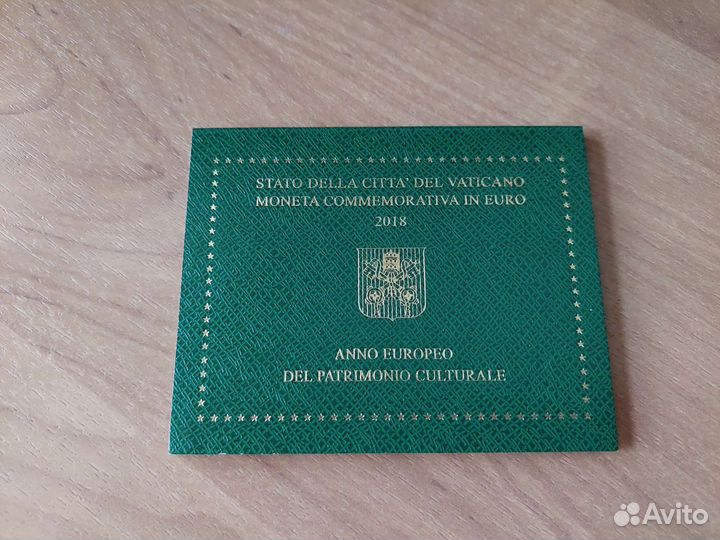 STATO DELLA CITTA' DEL VATICANO
MONETA COMMEMORATIVA IN EURO
2018
ANNO EUROPEO
DEL PATRIMONIO CULTURALE
Avito